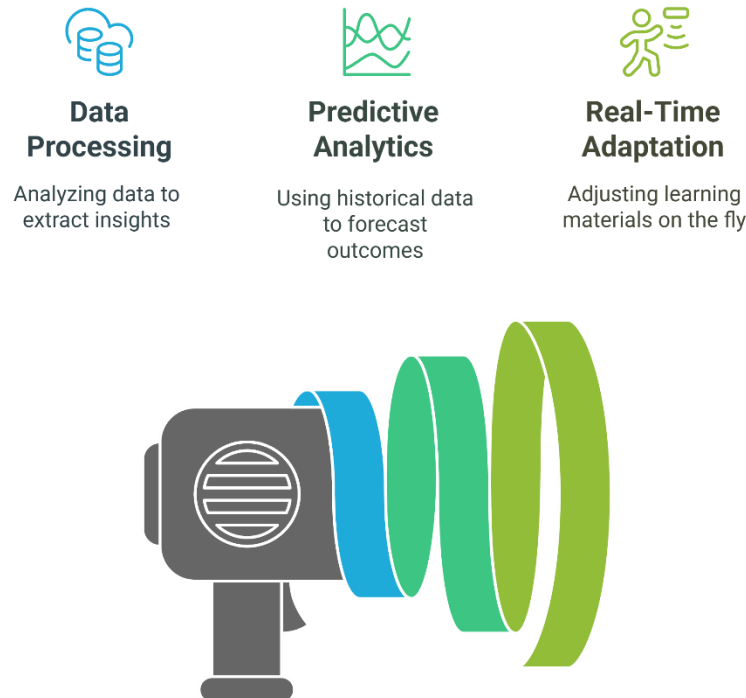 Data
Processing
Analyzing data to
extract insights
Predictive
Analytics
Using historical data
to forecast
outcomes
Real-Time
Adaptation
Adjusting learning
materials on the fly